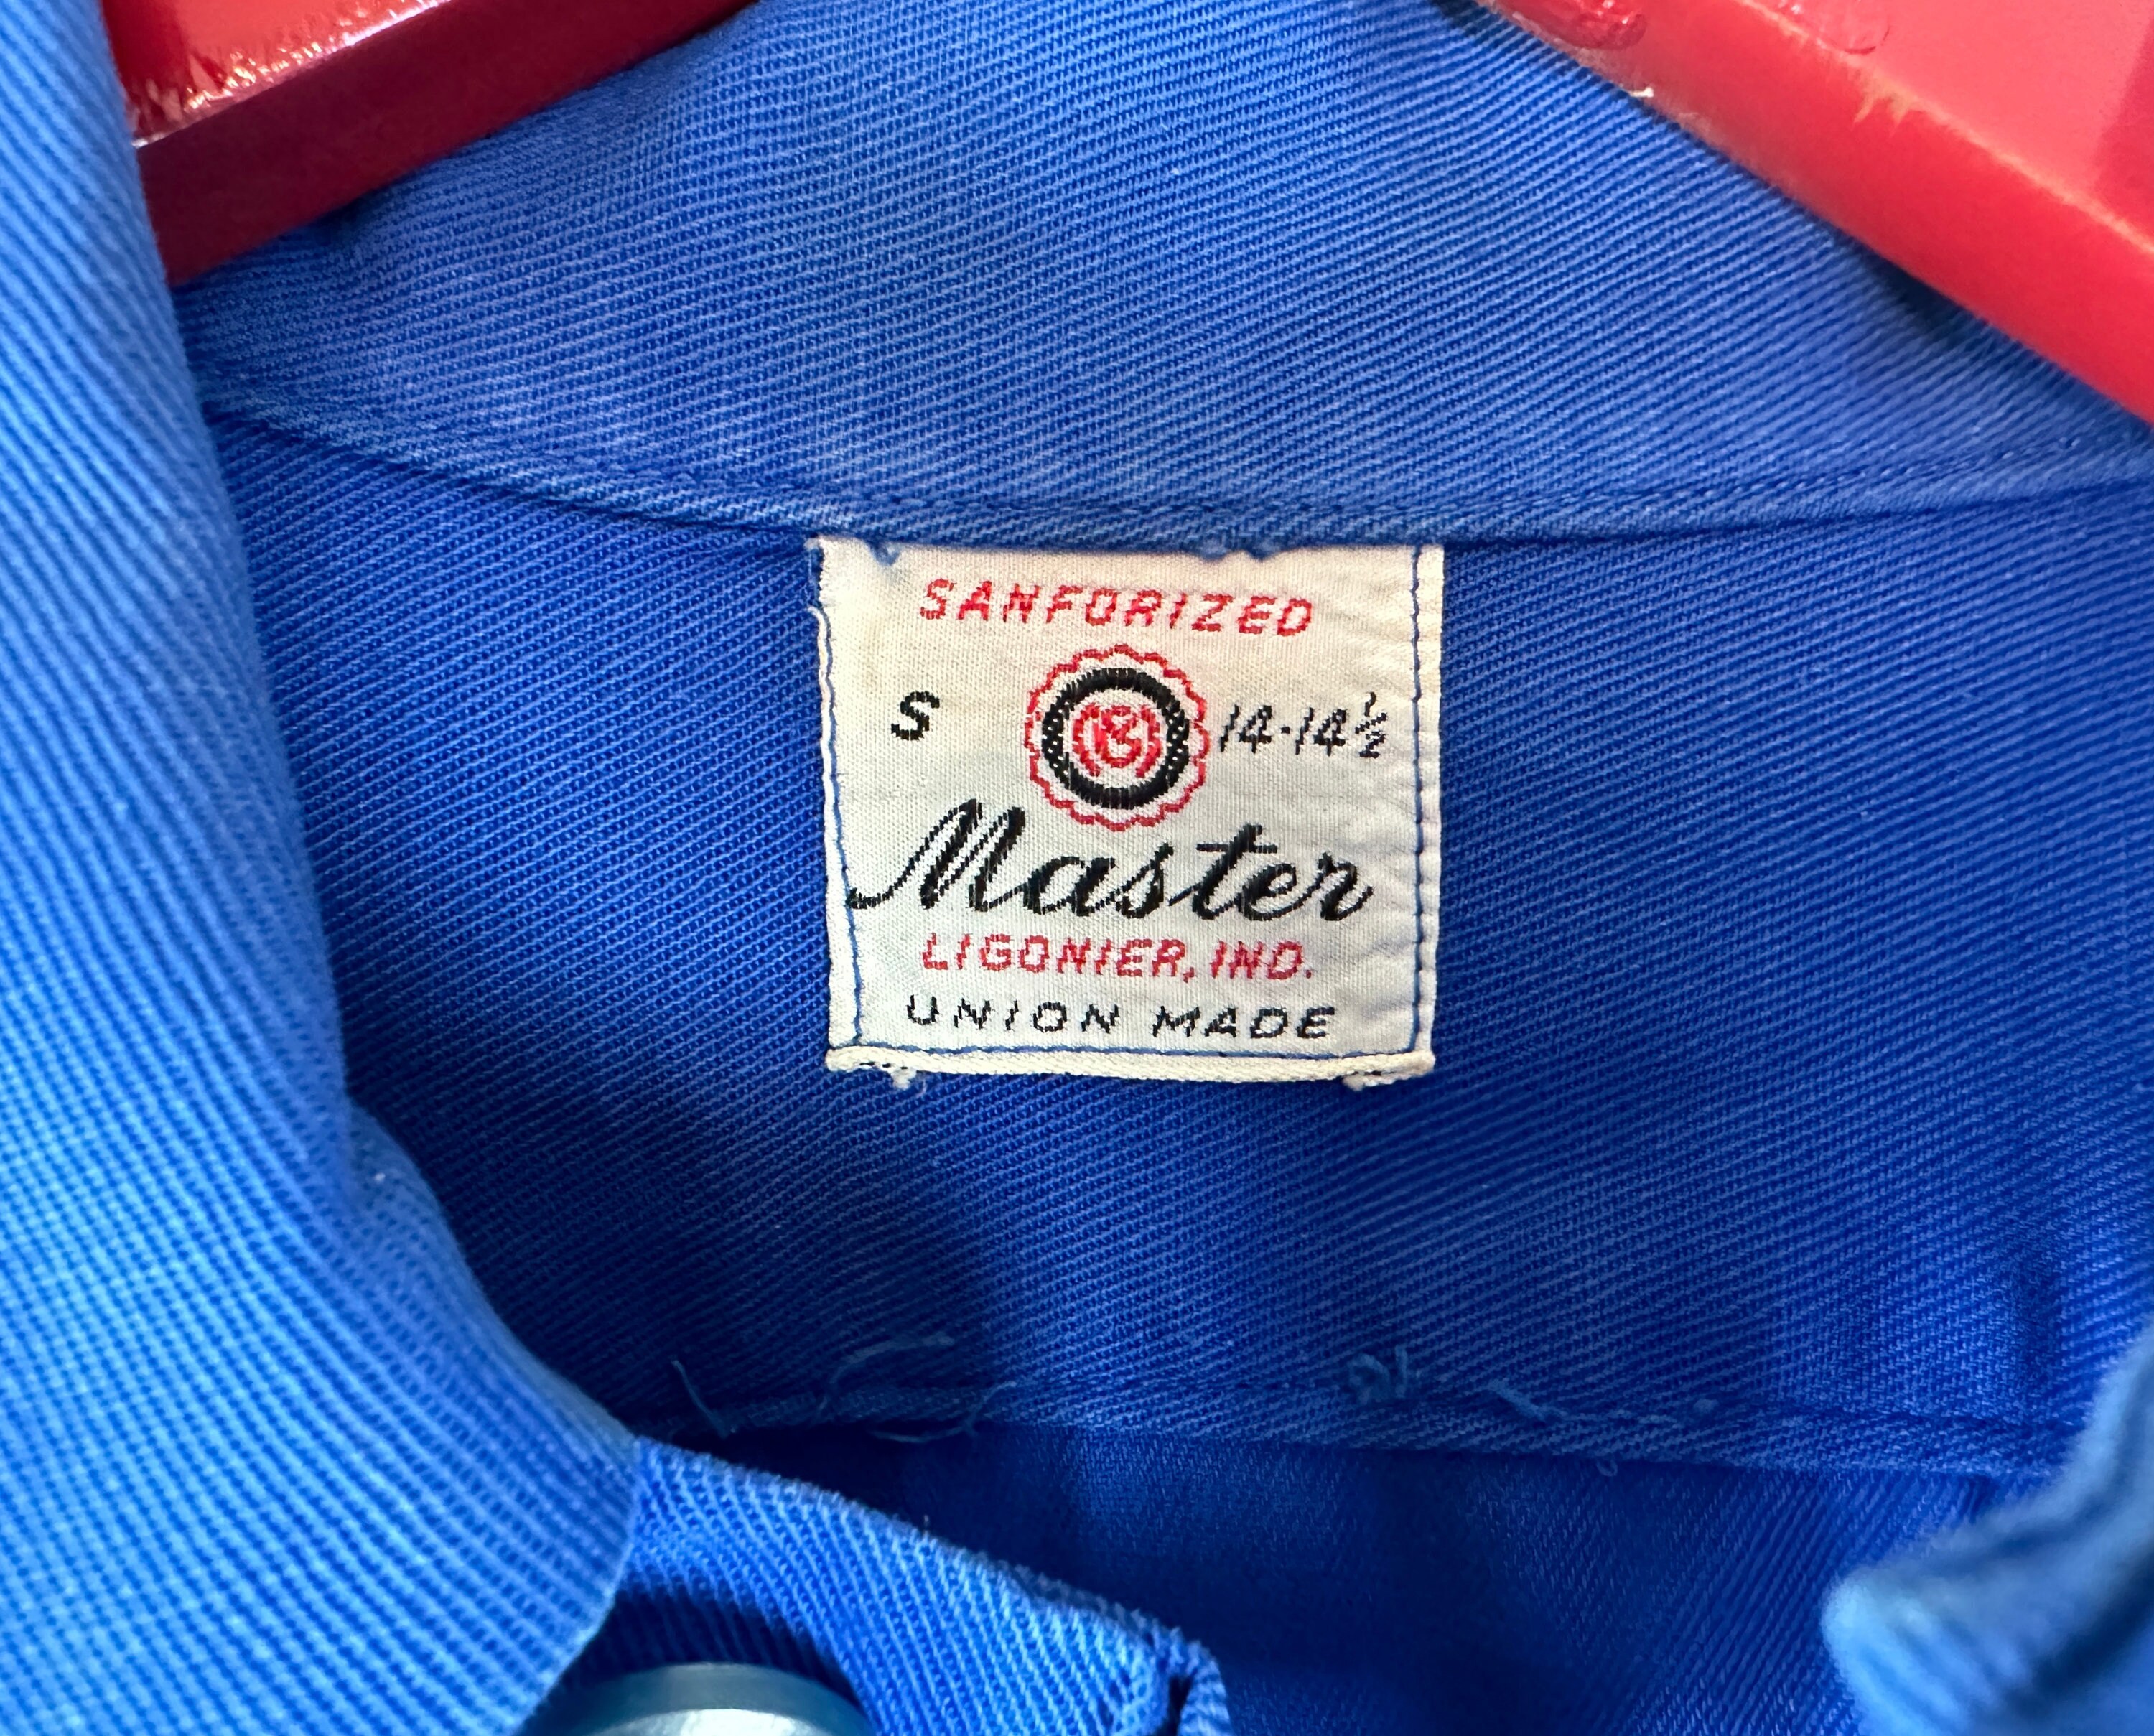 SANFORIZED
S 14-14½
Master
LIGONIER, IND.
UNION MADE